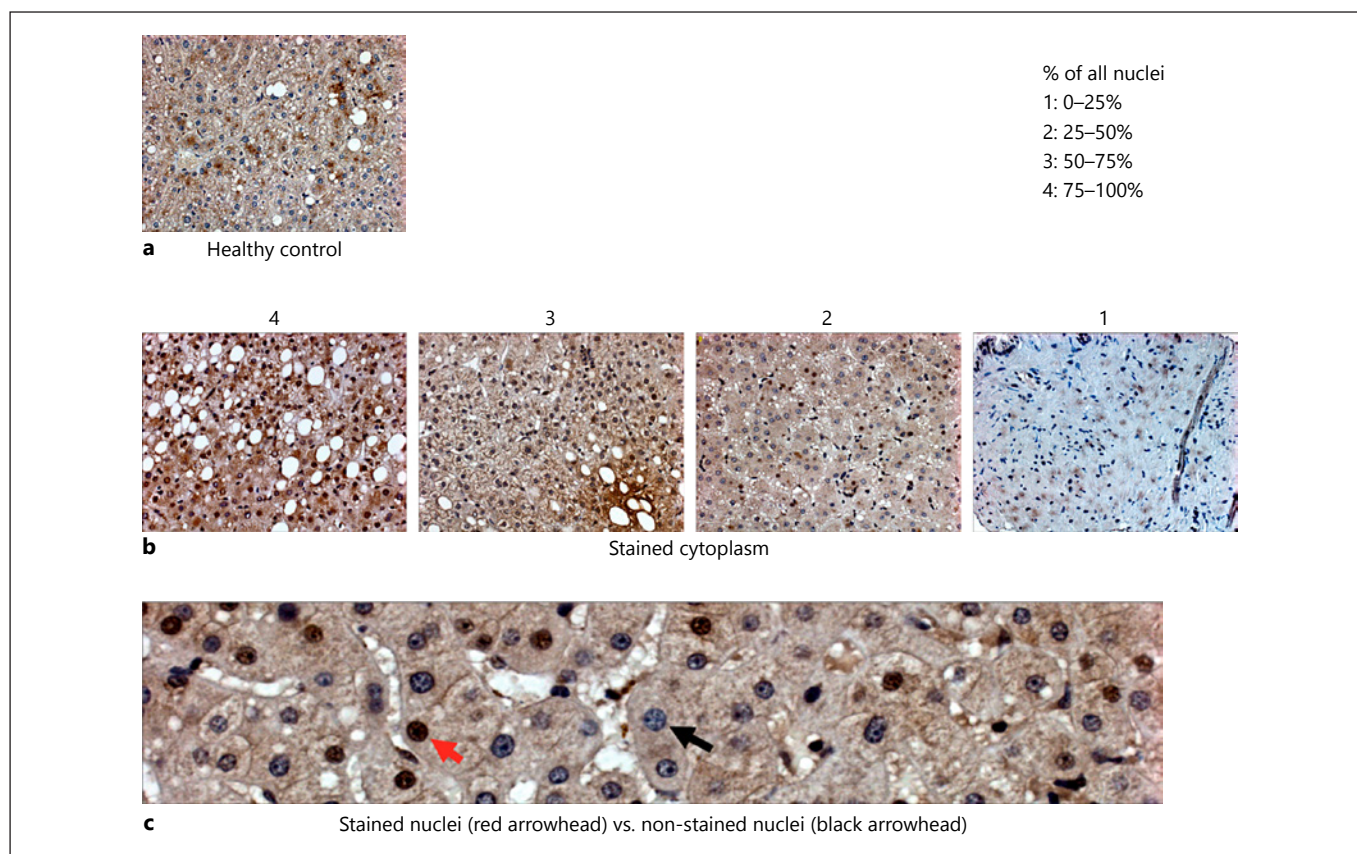 % of all nuclei
1: 0–25%
2: 25–50%
3: 50–75%
4: 75–100%
a Healthy control
4 3 2 1
b Stained cytoplasm
c Stained nuclei (red arrowhead) vs. non-stained nuclei (black arrowhead)